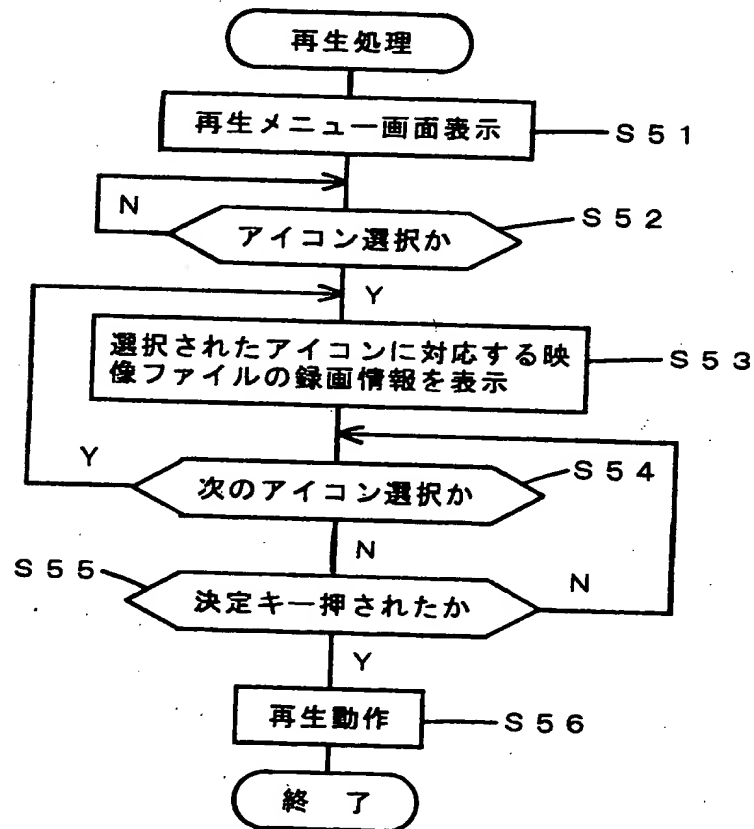 再生処理
再生メニュー画面表示
S51
N
アイコン選択か
S52
Y
選択されたアイコンに対応する映
像ファイルの録画情報を表示
S53
Y
次のアイコン選択か
S54
N
S55
決定キー押されたか
N
Y
再生動作
S56
終 了